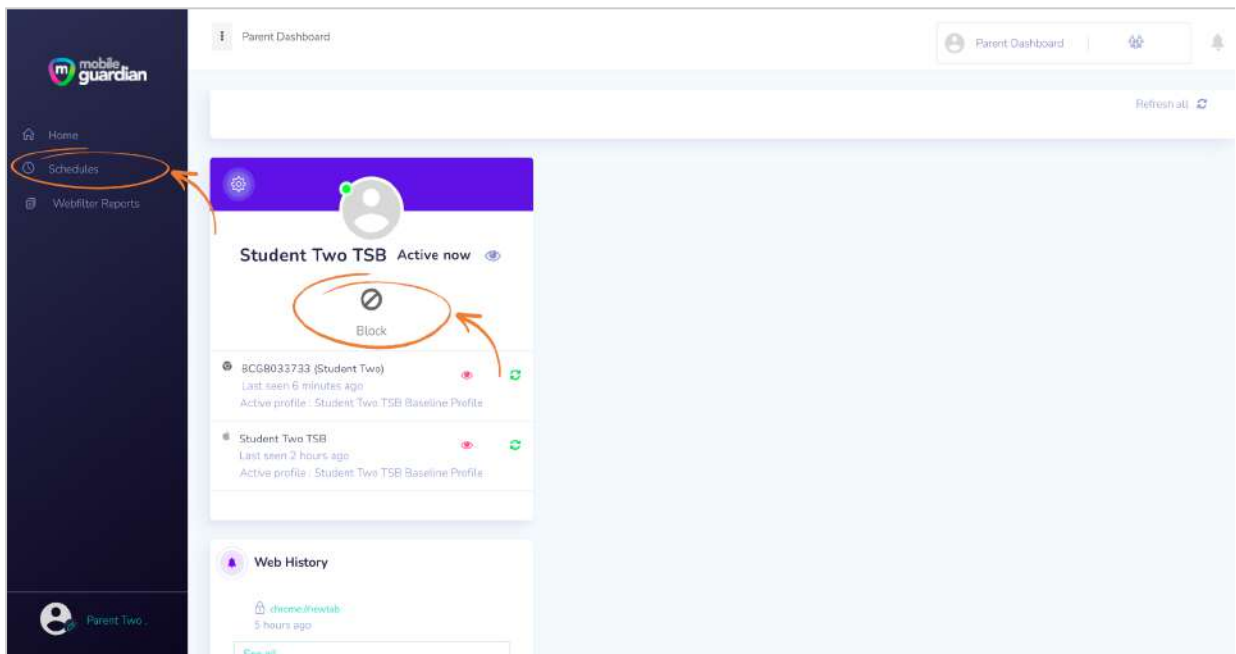 Parent Dashboard
Parent Dashboard
mobile
guardian
Refresh all
Home
Schedules
Webfilter Reports
Student Two TSB Active now
Block
BCGB033733 (Student Two)
Last seen 6 minutes ago
Active profile : Student Two TSB Baseline Profile
Student Two TSB
Last seen 2 hours ago
Active profile : Student Two TSB Baseline Profile
Web History
chrome://newtab
5 hours ago
Parent Two .